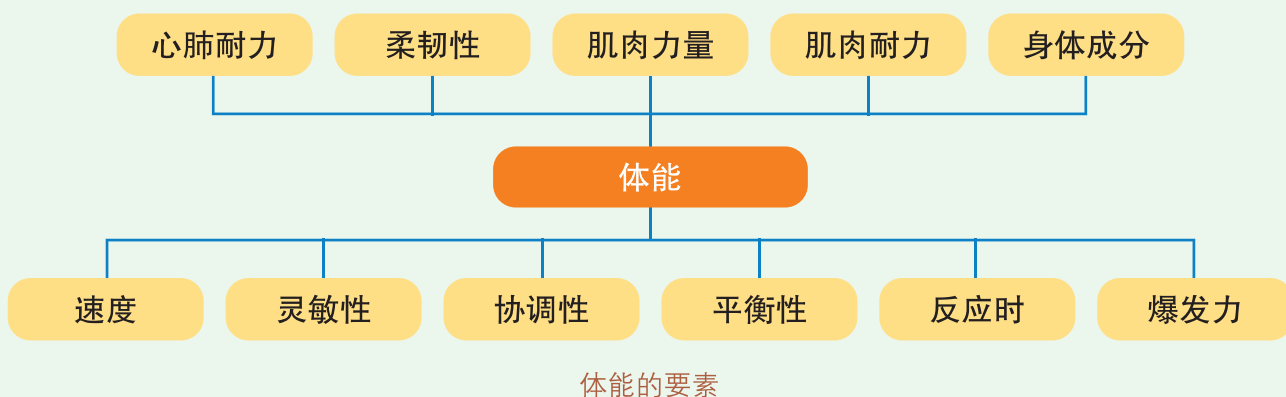 心肺耐力 柔韧性 肌肉力量 肌肉耐力 身体成分
体能
速度 灵敏性 协调性 平衡性 反应时 爆发力
体能的要素